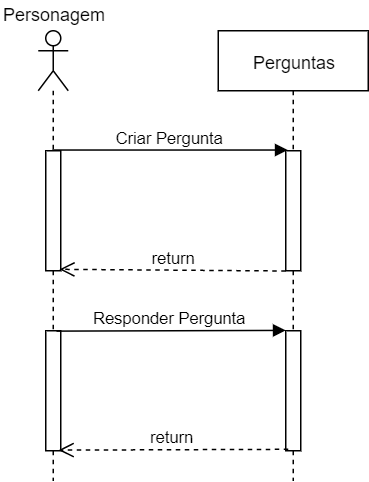 Personagem
Perguntas
Criar Pergunta
return
Responder Pergunta
return